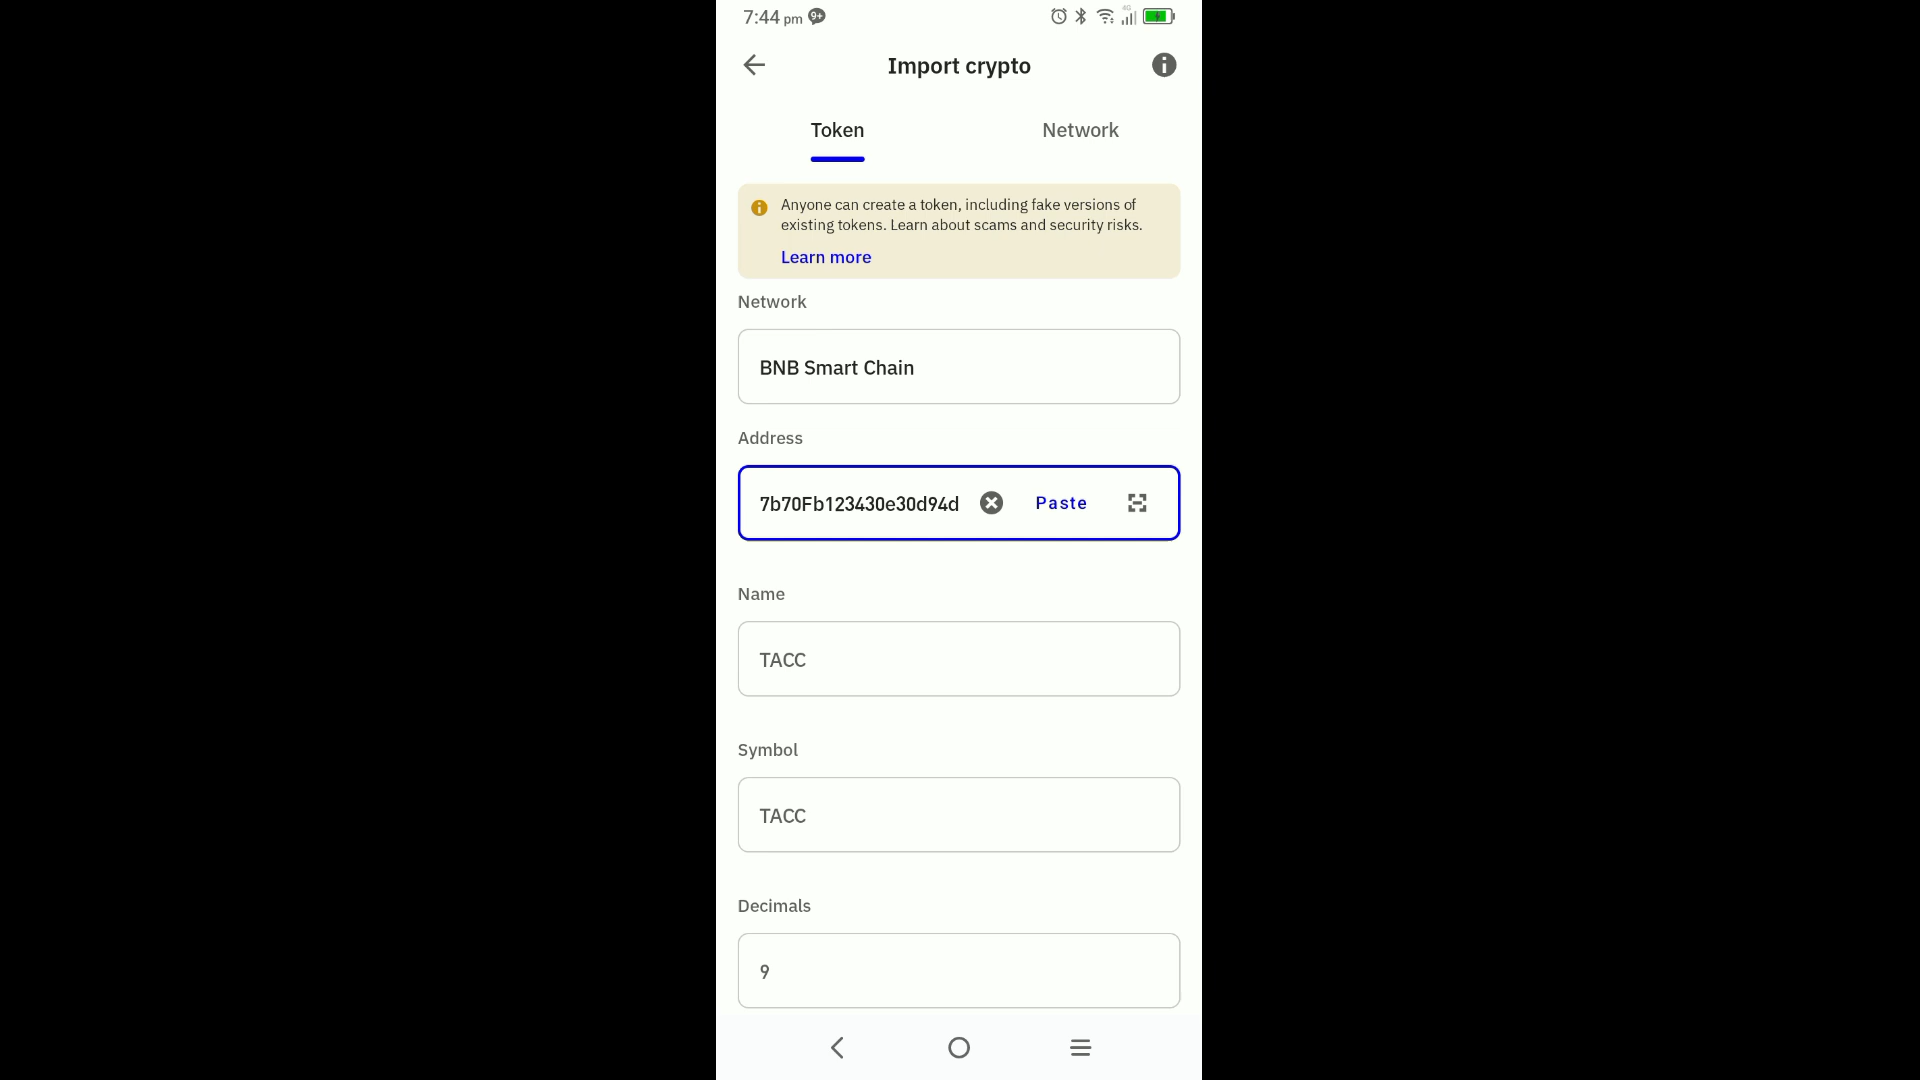 7:44 pm 9+
4G
Import crypto
Token
Network
Anyone can create a token, including fake versions of
existing tokens. Learn about scams and security risks.
Learn more
Network
BNB Smart Chain
Address
7b70Fb123430e30d94d
Paste
Name
TACC
Symbol
TACC
Decimals
9